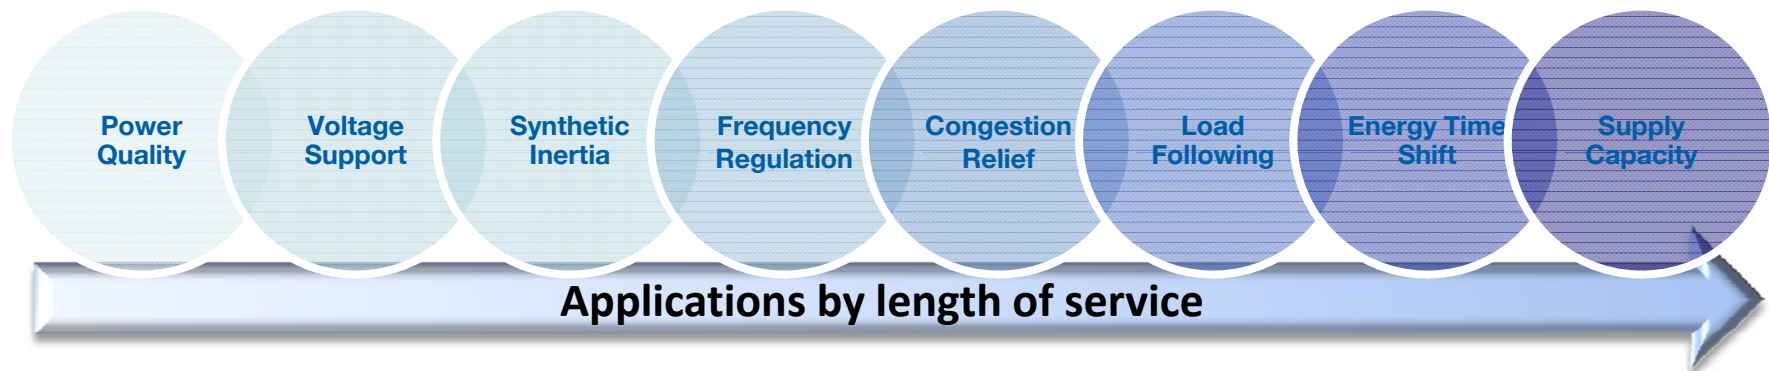 Power
Quality
Voltage
Support
Synthetic
Inertia
Frequency
Regulation
Congestion
Relief
Load
Following
Energy Time
Shift
Supply
Capacity
Applications by length of service